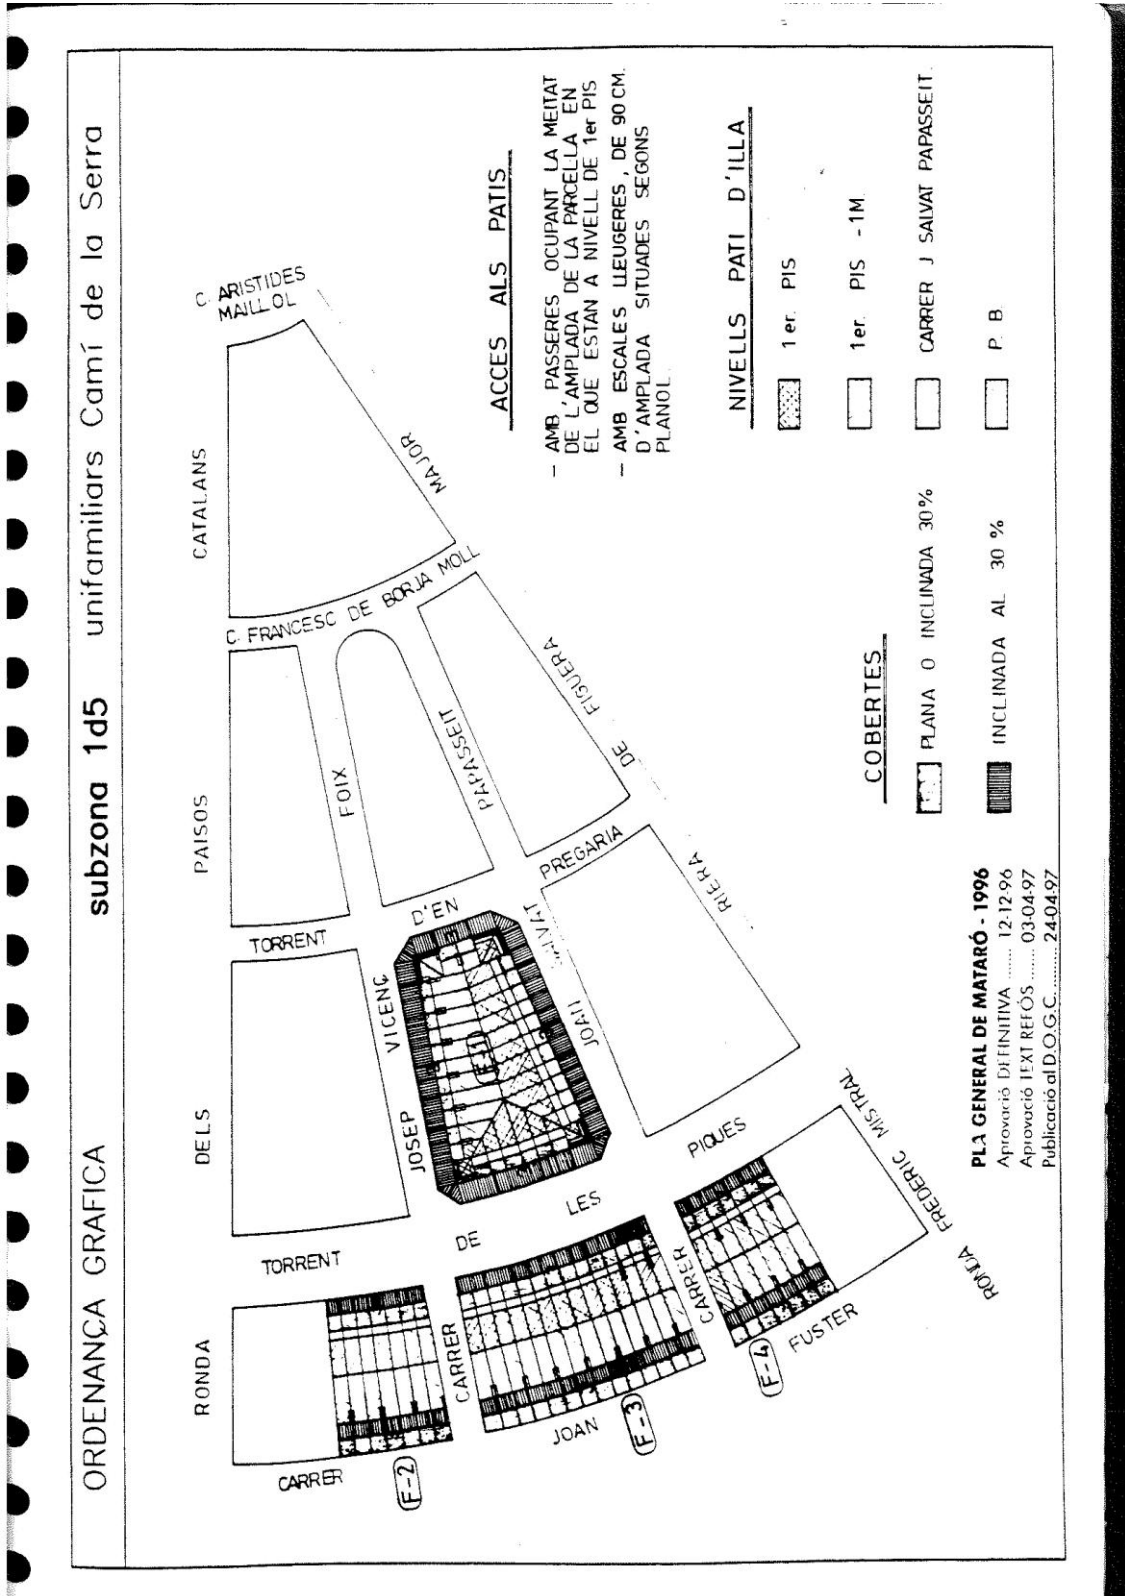 ORDENANÇA GRAFICA subzona 1d5 unifamiliars Camí de la Serra
RONDA DELS PAISOS CATALANS
C. ARISTIDES
MAILLOL
C. FRANCESC DE BORJA MOLL
MAJOR
TORRENT D'EN PREGARIA
JOSEP VICENÇ FOIX
JOAN SALVAT PAPASSEIT
RIERA DE FIGUERA
TORRENT DE LES PIQUES
CARRER
CARRER
CARRER JOAN FUSTER
RONDA FREDERIC MISTRAL
F-1
F-2
F-3
F-4
ACCES ALS PATIS
— AMB PASSERES OCUPANT LA MEITAT
DE L'AMPLADA DE LA PARCELLA EN
EL QUE ESTAN A NIVELL DE 1er PIS
— AMB ESCALES LLEUGERES, DE 90 CM.
D'AMPLADA SITUADES SEGONS
PLANOL.
NIVELLS PATI D'ILLA
1er. PIS
1er. PIS -1M.
CARRER J SALVAT PAPASSEIT.
P. B.
COBERTES
PLANA O INCLINADA 30%
INCLINADA AL 30 %
PLA GENERAL DE MATARÓ - 1996
Aprovació DEFINITIVA ....... 12-12-96
Aprovació TEXT REFÓS ....... 03-04-97
Publicació al D.O.G.C. ........ 24-04-97